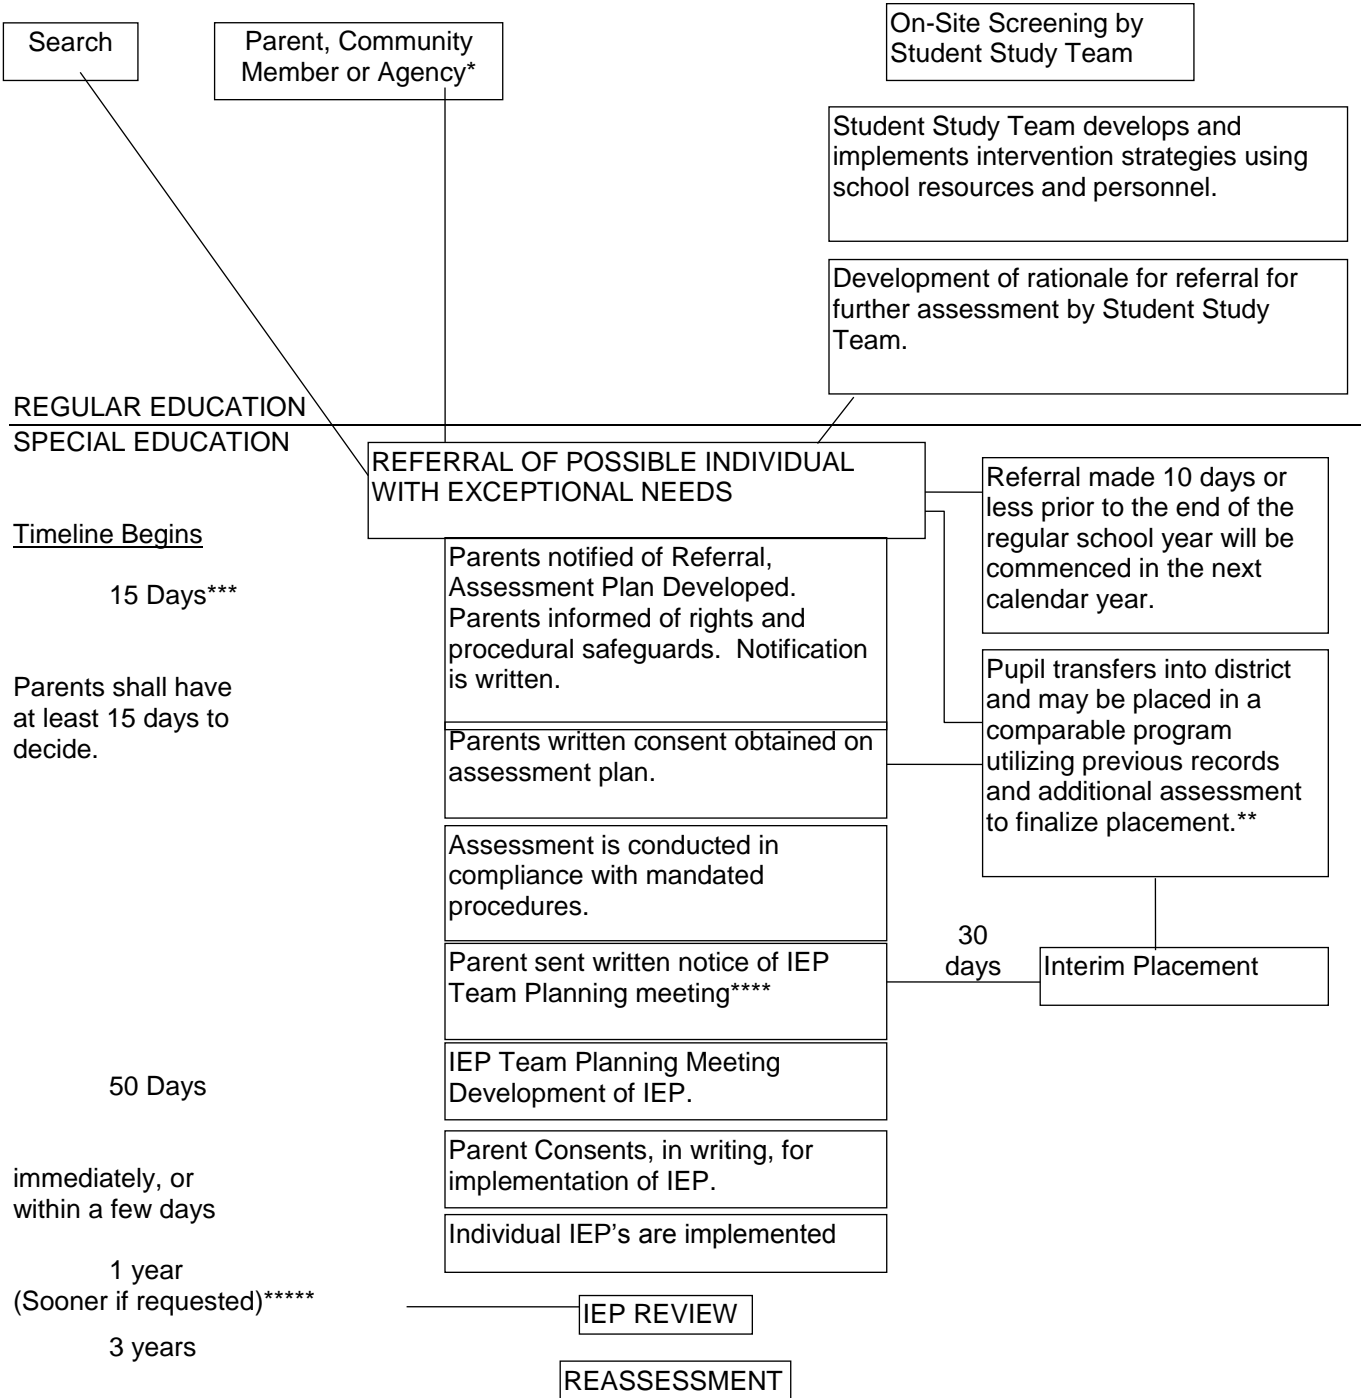 Search
Parent, Community
Member or Agency*
On-Site Screening by
Student Study Team
Student Study Team develops and
implements intervention strategies using
school resources and personnel.
Development of rationale for referral for
further assessment by Student Study
Team.
REGULAR EDUCATION
SPECIAL EDUCATION
REFERRAL OF POSSIBLE INDIVIDUAL
WITH EXCEPTIONAL NEEDS
Referral made 10 days or
less prior to the end of the
regular school year will be
commenced in the next
calendar year.
Timeline Begins
15 Days***
Parents notified of Referral,
Assessment Plan Developed.
Parents informed of rights and
procedural safeguards.  Notification
is written.
Parents shall have
at least 15 days to
decide.
Pupil transfers into district
and may be placed in a
comparable program
utilizing previous records
and additional assessment
to finalize placement.**
Parents written consent obtained on
assessment plan.
Assessment is conducted in
compliance with mandated
procedures.
Parent sent written notice of IEP
Team Planning meeting****
30
days
Interim Placement
50 Days
IEP Team Planning Meeting
Development of IEP.
immediately, or
within a few days
Parent Consents, in writing, for
implementation of IEP.
Individual IEP's are implemented
1 year
(Sooner if requested)*****
IEP REVIEW
3 years
REASSESSMENT